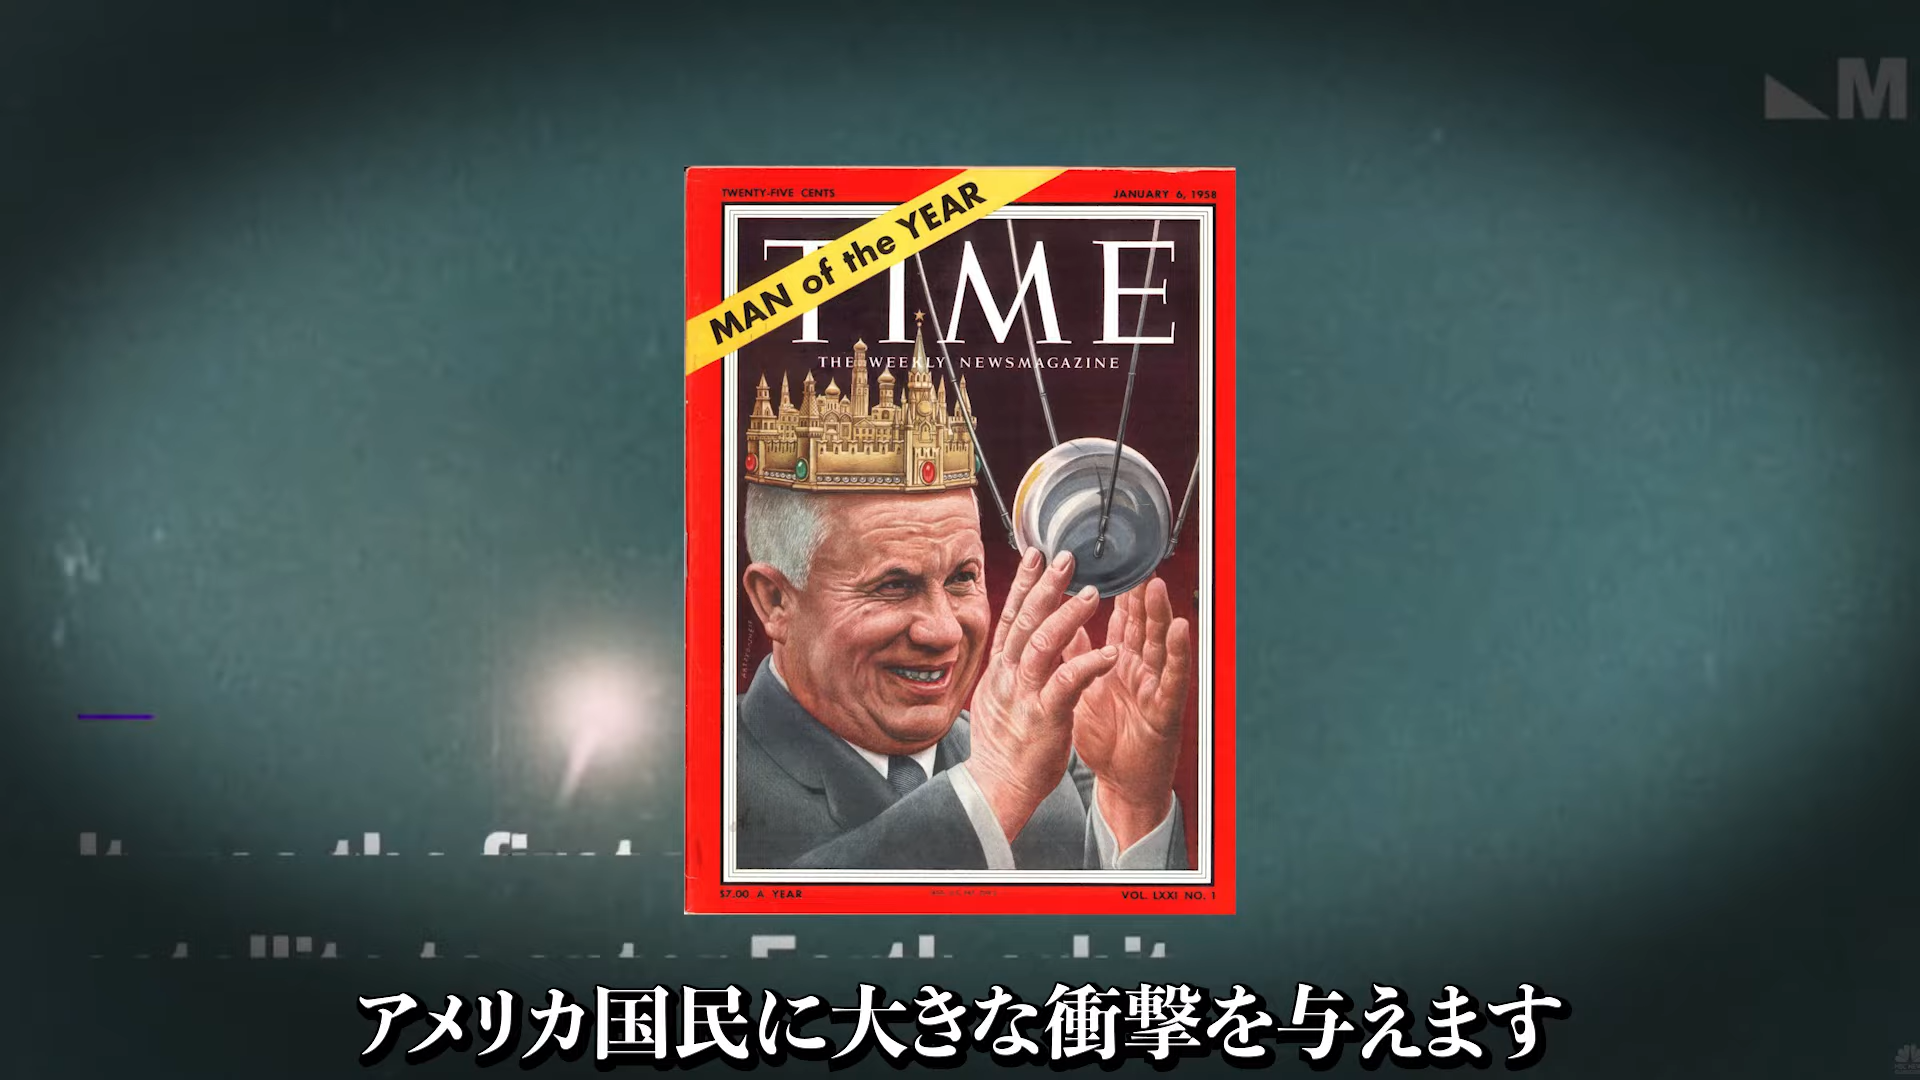 M
TWENTY-FIVE CENTS
JANUARY 6, 1958
MAN of the YEAR
TIME
THE WEEKLY NEWSMAGAZINE
$7.00 A YEAR
VOL. LXXI NO. 1
アメリカ国民に大きな衝撃を与えます